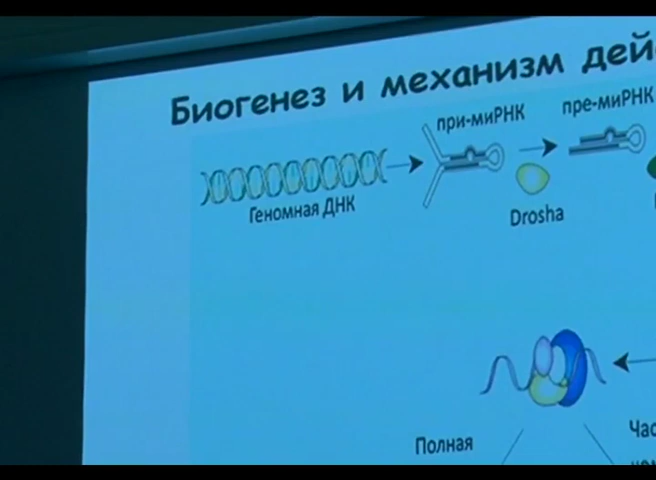 Биогенез и механизм дей
при-миРНК
пре-миРНК
Геномная ДНК
Drosha
Полная
Час